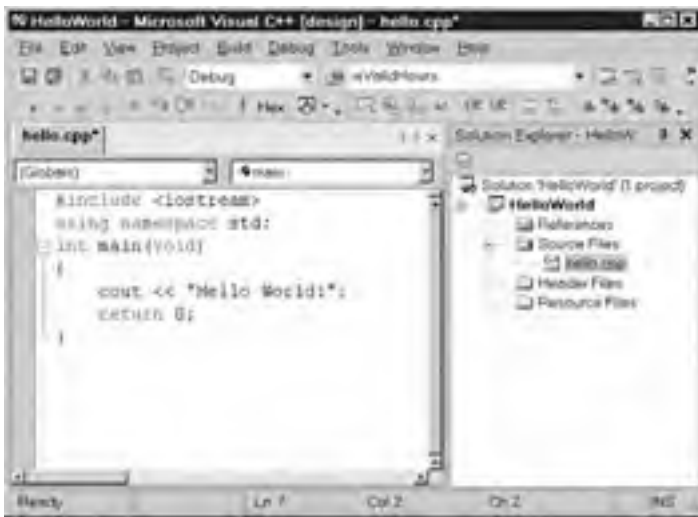 HelloWorld - Microsoft Visual C++ [design] - hello.cpp*
File Edit View Project Build Debug Tools Window Help
Debug
Hex
hello.cpp*
Solution Explorer - HelloW
(Globals)
main
Solution 'HelloWorld' (1 project)
HelloWorld
References
Source Files
hello.cpp
Header Files
Resource Files
#include <iostream>
using namespace std;
int main(void)
{
cout << "Hello World!";
return 0;
}
Ready Ln 7 Col 2 Ch 2 INS